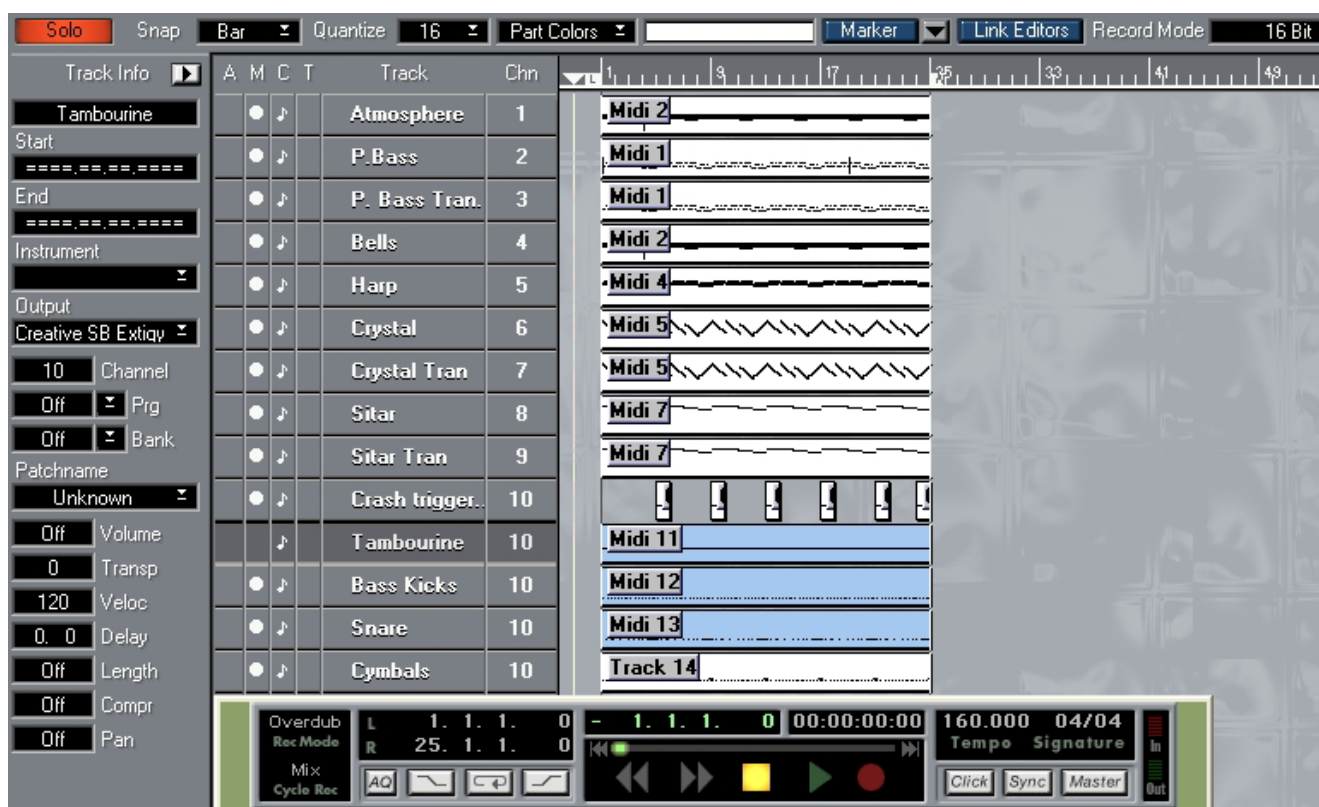 Solo Snap Bar Quantize 16 Part Colors Marker Link Editors Record Mode 16 Bit
Track Info A M C T Track Chn L 1 9 17 25 33 41 49
Tambourine
Start
====.==.==.====
End
====.==.==.====
Instrument
Output
Creative SB Extigy
10 Channel
Off Prg
Off Bank
Patchname
Unknown
Off Volume
0 Transp
120 Veloc
0. 0 Delay
Off Length
Off Compr
Off Pan
Atmosphere 1 Midi 2
P.Bass 2 Midi 1
P. Bass Tran. 3 Midi 1
Bells 4 Midi 2
Harp 5 Midi 4
Crystal 6 Midi 5
Crystal Tran 7 Midi 5
Sitar 8 Midi 7
Sitar Tran 9 Midi 7
Crash trigger.. 10
Tambourine 10 Midi 11
Bass Kicks 10 Midi 12
Snare 10 Midi 13
Cymbals 10 Track 14
Overdub L 1. 1. 1. 0 - 1. 1. 1. 0 00:00:00:00 160.000 04/04
Rec Mode R 25. 1. 1. 0 Tempo Signature In
Mix
Cycle Rec AQ Click Sync Master Out